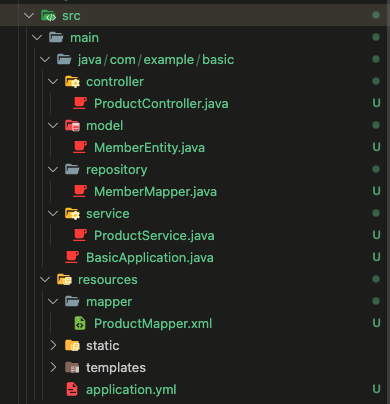 src
main
java/com/example/basic
controller
ProductController.java U
model
MemberEntity.java U
repository
MemberMapper.java U
service
ProductService.java U
BasicApplication.java U
resources
mapper
ProductMapper.xml U
static
templates
application.yml U